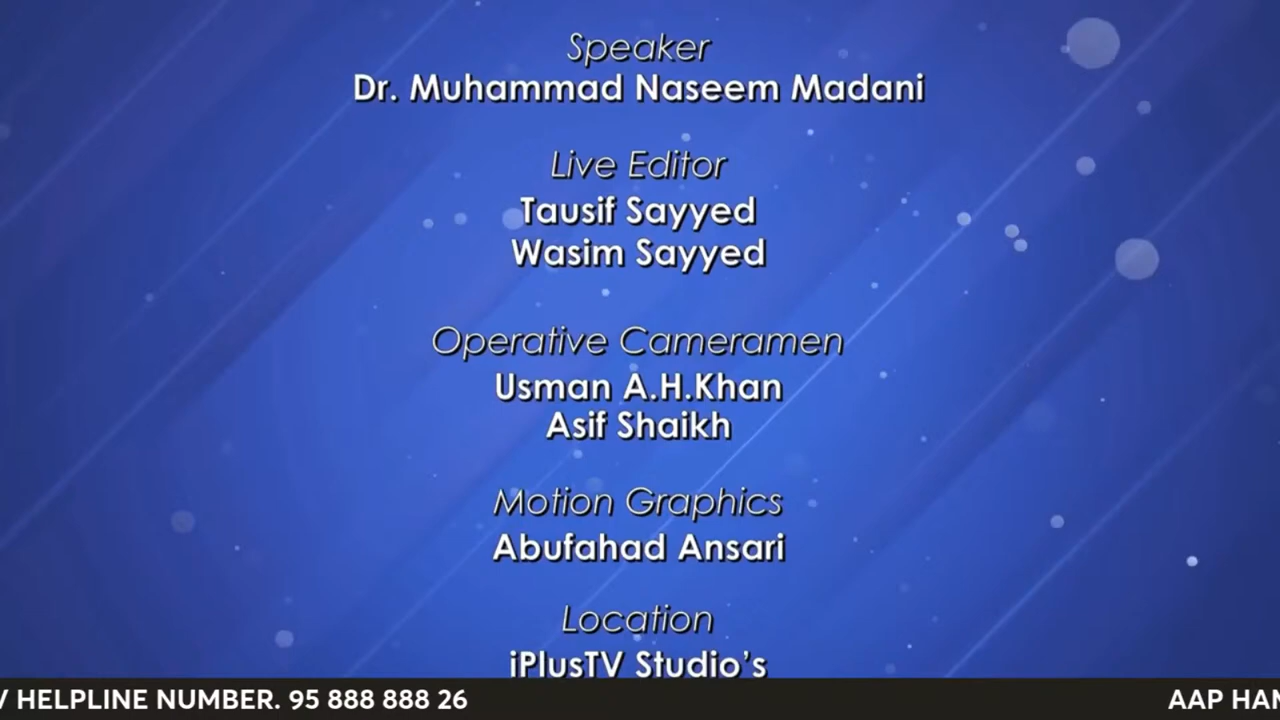 Speaker
Dr. Muhammad Naseem Madani
Live Editor
Tausif Sayyed
Wasim Sayyed
Operative Cameramen
Usman A.H.Khan
Asif Shaikh
Motion Graphics
Abufahad Ansari
Location
iPlusTV Studio's
HELPLINE NUMBER. 95 888 888 26
AAP